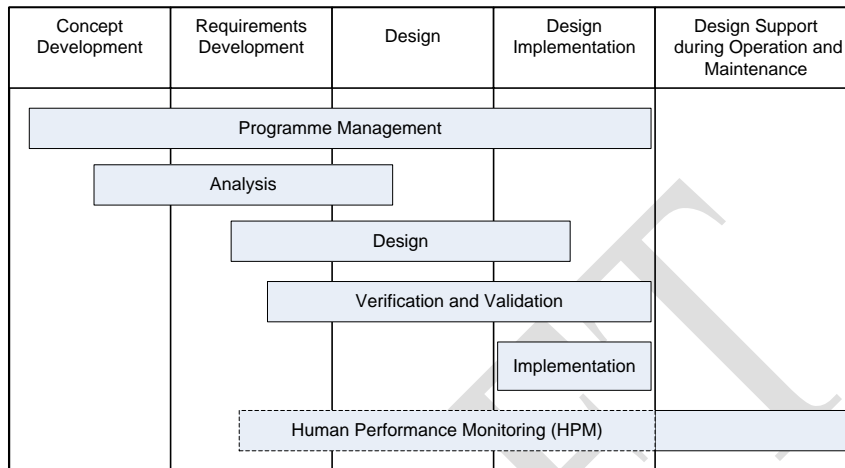 Concept
Development
Requirements
Development
Design
Design
Implementation
Design Support
during Operation and
Maintenance
Programme Management
Analysis
Design
Verification and Validation
Implementation
Human Performance Monitoring (HPM)